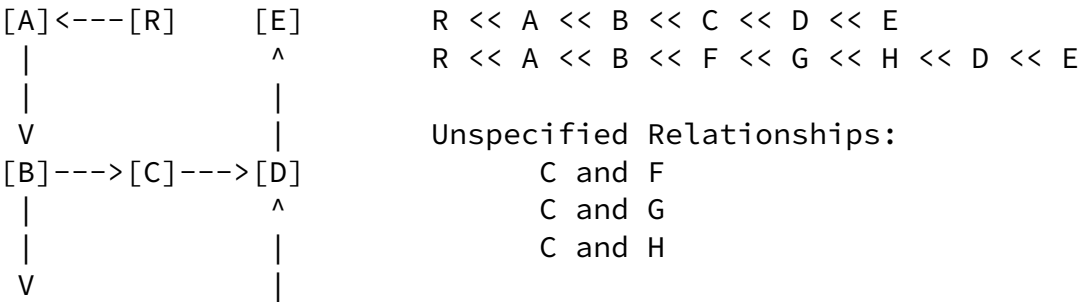 [A]<---[R]     [E]        R << A << B << C << D << E
 |              ^         R << A << B << F << G << H << D << E
 |              |
 V              |         Unspecified Relationships:
[B]--->[C]--->[D]               C and F
 |              ^               C and G
 |              |               C and H
 V              |